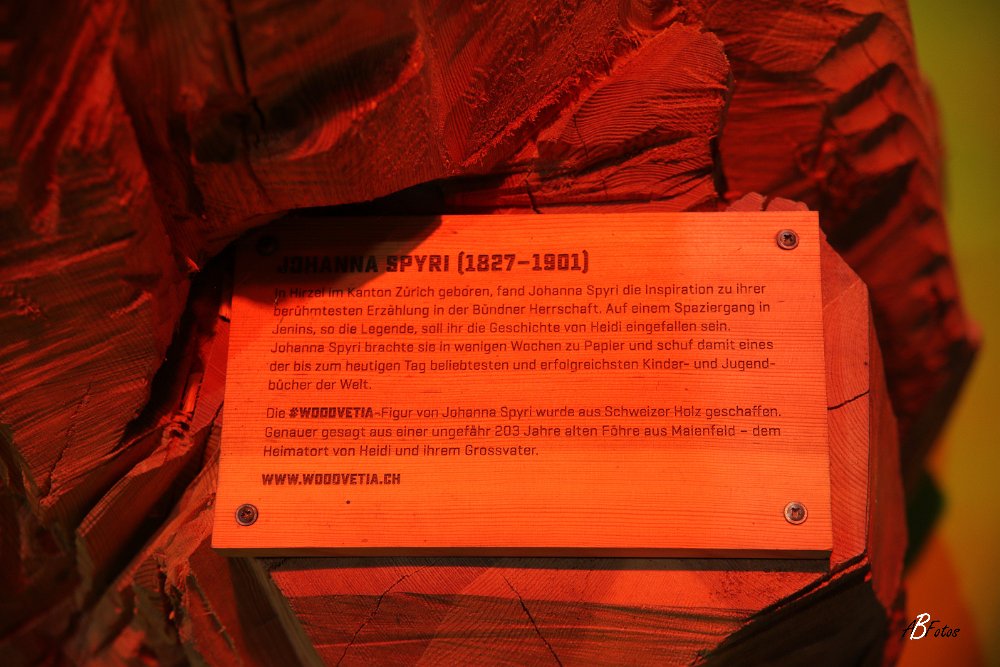 JOHANNA SPYRI (1827–1901)
In Hirzel im Kanton Zürich geboren, fand Johanna Spyri die Inspiration zu ihrer
berühmtesten Erzählung in der Bündner Herrschaft. Auf einem Spaziergang in
Jenins, so die Legende, soll ihr die Geschichte von Heidi eingefallen sein.
Johanna Spyri brachte sie in wenigen Wochen zu Papier und schuf damit eines
der bis zum heutigen Tag beliebtesten und erfolgreichsten Kinder- und Jugend-
bücher der Welt.
Die #WOODVETIA-Figur von Johanna Spyri wurde aus Schweizer Holz geschaffen.
Genauer gesagt aus einer ungefähr 203 Jahre alten Föhre aus Maienfeld – dem
Heimatort von Heidi und ihrem Grossvater.
WWW.WOODVETIA.CH
ABFotos